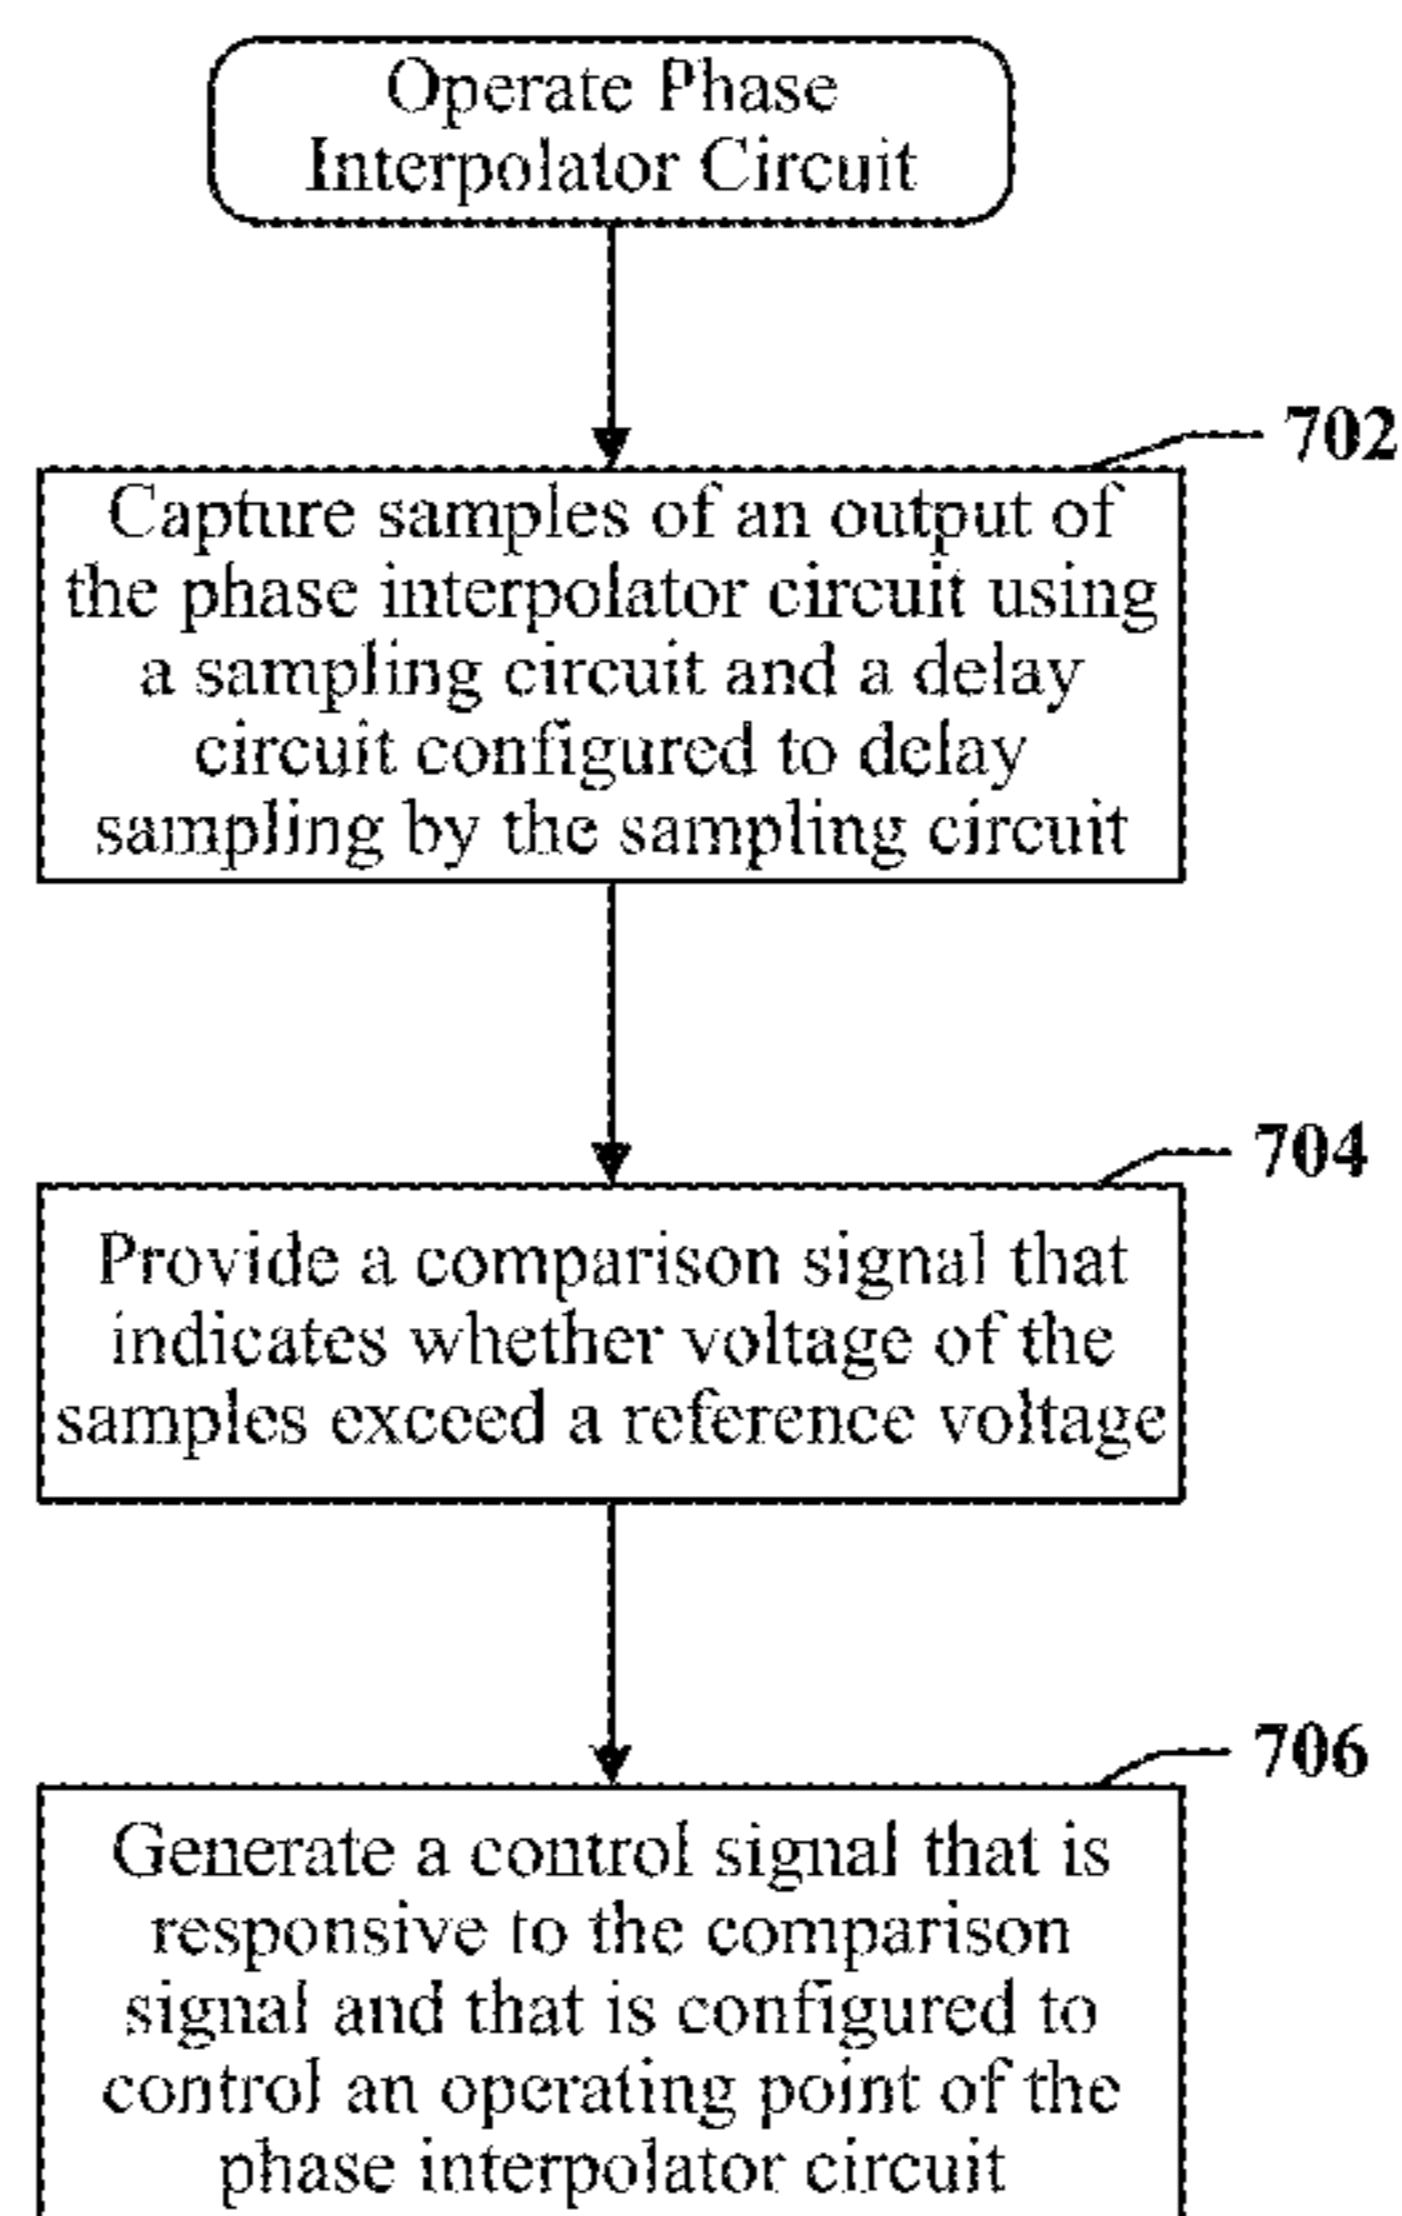 Operate Phase
Interpolator Circuit
702
Capture samples of an output of
the phase interpolator circuit using
a sampling circuit and a delay
circuit configured to delay
sampling by the sampling circuit
704
Provide a comparison signal that
indicates whether voltage of the
samples exceed a reference voltage
706
Generate a control signal that is
responsive to the comparison
signal and that is configured to
control an operating point of the
phase interpolator circuit